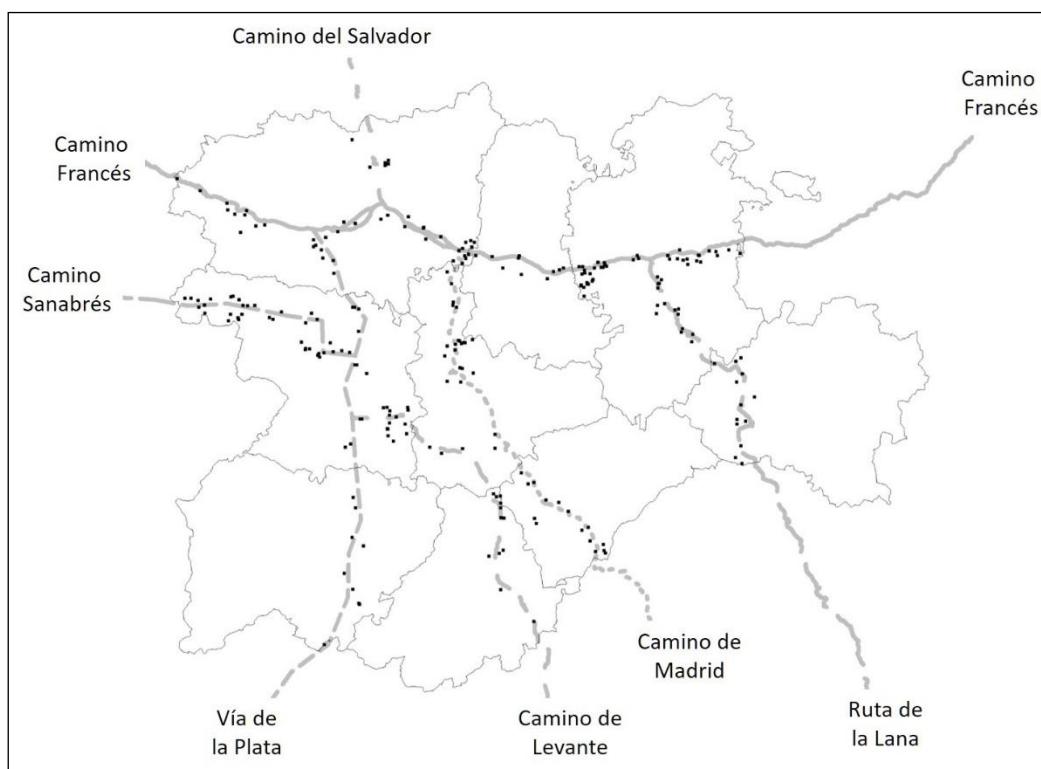 Camino del Salvador
Camino
Francés
Camino
Francés
Camino
Sanabrés
Camino de
Madrid
Vía de
la Plata
Camino de
Levante
Ruta de
la Lana